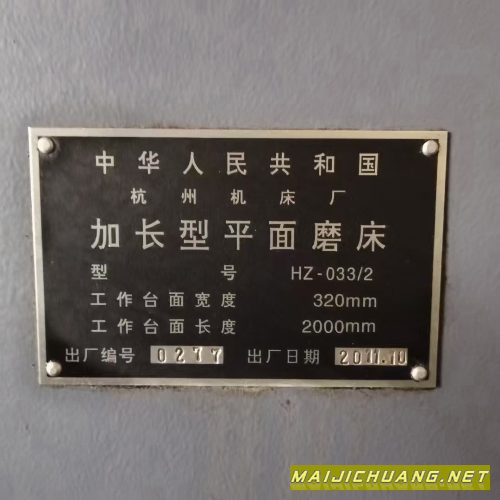 中华人民共和国
杭州机床厂
加长型平面磨床
型号 HZ-033/2
工作台面宽度 320mm
工作台面长度 2000mm
出厂编号 0277 出厂日期 2011.10
MAIJICHUANG.NET